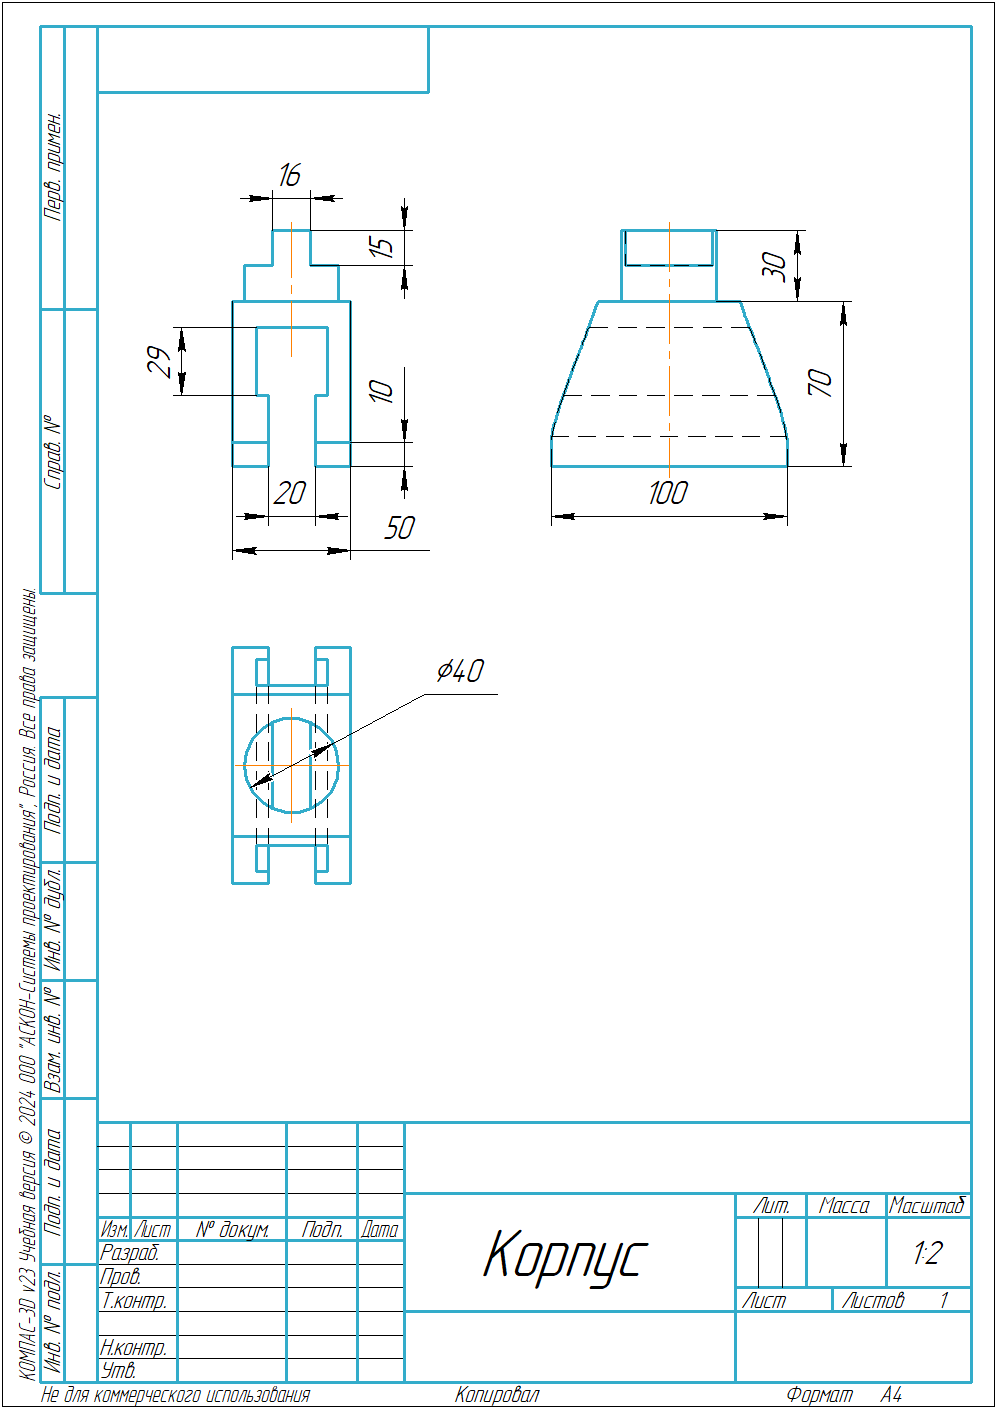 Перв. примен.
Справ. №
Подп. и дата
Инв. № дубл.
Взам. инв. №
Подп. и дата
Инв. № подл.
КОМПАС-3D v23 Учебная версия © 2024 ООО "АСКОН-Системы проектирования", Россия. Все права защищены.
16
15
29
10
20
50
30
70
100
⌀40
Изм. Лист № докум. Подп. Дата
Разраб.
Пров.
Т.контр.
Н.контр.
Утв.
Корпус
Лит. Масса Масштаб
1:2
Лист Листов 1
Не для коммерческого использования Копировал Формат А4